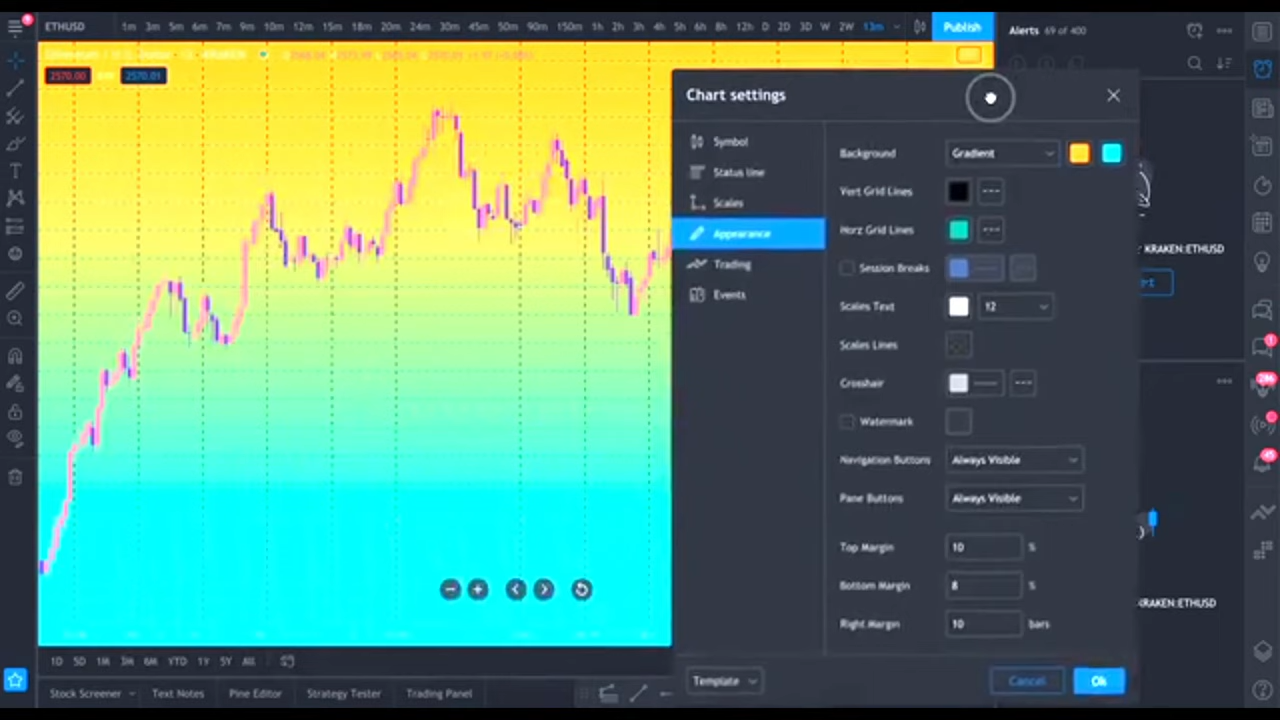 ETHUSD 1m 3m 5m 6m 7m 9m 10m 12m 15m 18m 20m 24m 30m 45m 50m 90m 150m 1h 2h 3h 4h 5h 6h 8h 12h D 2D 3D W 2W 13m Publish
Alerts 69 of 400
2570.00 2570.01
Chart settings
Symbol
Status line
Scales
Appearance
Trading
Events
Background Gradient
Vert Grid Lines
Horz Grid Lines
Session Breaks
Scales Text 12
Scales Lines
Crosshair
Watermark
Navigation Buttons Always Visible
Pane Buttons Always Visible
Top Margin 10 %
Bottom Margin 8 %
Right Margin 10 bars
Template Cancel Ok
KRAKEN:ETHUSD
KRAKEN:ETHUSD
1D 5D 1M 3M 6M YTD 1Y 5Y All
Stock Screener Text Notes Pine Editor Strategy Tester Trading Panel